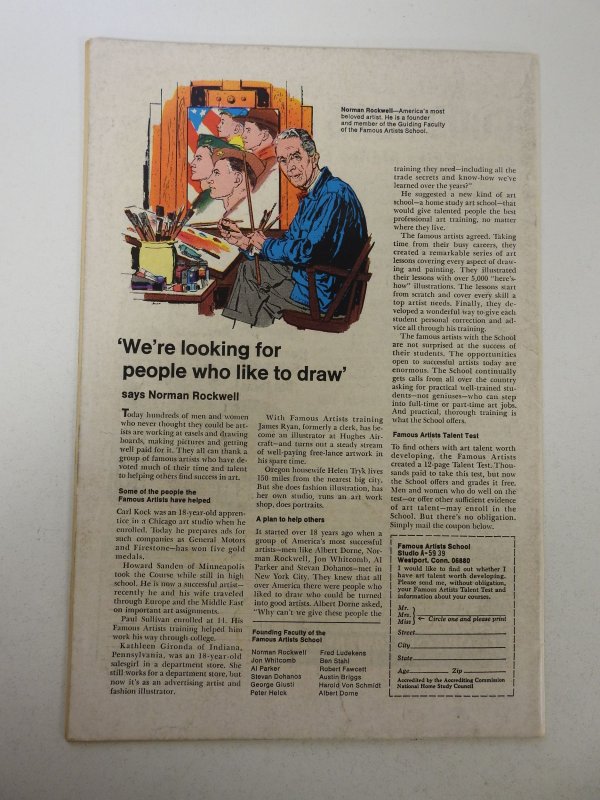 Norman Rockwell—America's most
beloved artist. He is a founder
and member of the Guiding Faculty
of the Famous Artists School.
'We're looking for
people who like to draw'
says Norman Rockwell
Today hundreds of men and women
who never thought they could be art-
ists are working at easels and drawing
boards, making pictures and getting
well paid for it. They all can thank a
group of famous artists who have de-
voted much of their time and talent
to helping others find success in art.
Some of the people the
Famous Artists have helped
Carl Kock was an 18-year-old appren-
tice in a Chicago art studio when he
enrolled. Today he prepares ads for
such companies as General Motors
and Firestone—has won five gold
medals.
Howard Sanden of Minneapolis
took the Course while still in high
school. He is now a successful artist—
recently he and his wife traveled
through Europe and the Middle East
on important art assignments.
Paul Sullivan enrolled at 14. His
Famous Artists training helped him
work his way through college.
Kathleen Gironda of Indiana,
Pennsylvania, was an 18-year-old
salesgirl in a department store. She
still works for a department store, but
now it's as an advertising artist and
fashion illustrator.
With Famous Artists training
James Ryan, formerly a clerk, has be-
come an illustrator at Hughes Air-
craft—and turns out a steady stream
of well-paying free-lance artwork in
his spare time.
Oregon housewife Helen Tryk lives
150 miles from the nearest big city.
But she does fashion illustration, has
her own studio, runs an art work
shop, does portraits.
A plan to help others
It started over 18 years ago when a
group of America's most successful
artists—men like Albert Dorne, Nor-
man Rockwell, Jon Whitcomb, Al
Parker and Stevan Dohanos—met in
New York City. They knew that all
over America there were people who
liked to draw who could be turned
into good artists. Albert Dorne asked,
"Why can't we give these people the
Founding Faculty of the
Famous Artists School
Norman Rockwell
Jon Whitcomb
Al Parker
Stevan Dohanos
George Giusti
Peter Helck
Fred Ludekens
Ben Stahl
Robert Fawcett
Austin Briggs
Harold Von Schmidt
Albert Dorne
training they need—including all the
trade secrets and know-how we've
learned over the years?"
He suggested a new kind of art
school—a home study art school—that
would give talented people the best
professional art training, no matter
where they live.
The famous artists agreed. Taking
time from their busy careers, they
created a remarkable series of art
lessons covering every aspect of draw-
ing and painting. They illustrated
their lessons with over 5,000 "here's-
how" illustrations. The lessons start
from scratch and cover every skill a
top artist needs. Finally, they de-
veloped a wonderful way to give each
student personal correction and ad-
vice all through his training.
The famous artists with the School
are not surprised at the success of
their students. The opportunities
open to successful artists today are
enormous. The School continually
gets calls from all over the country
asking for practical well-trained stu-
dents—not geniuses—who can step
into full-time or part-time art jobs.
And practical, thorough training is
what the School offers.
Famous Artists Talent Test
To find others with art talent worth
developing, the Famous Artists
created a 12-page Talent Test. Thou-
sands paid to take this test, but now
the School offers and grades it free.
Men and women who do well on the
test—or offer other sufficient evidence
of art talent—may enroll in the
School. But there's no obligation.
Simply mail the coupon below.
Famous Artists School
Studio A-5939
Westport, Conn. 06880
I would like to find out whether I
have art talent worth developing.
Please send me, without obligation,
your Famous Artists Talent Test and
information about your courses.
Mr.
Mrs.
Miss
Circle one and please print
Street
City
State
Age Zip
Accredited by the Accrediting Commission
National Home Study Council